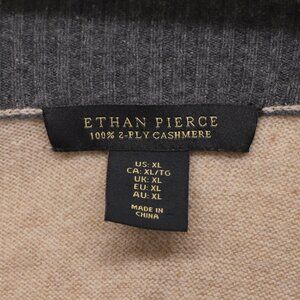 ETHAN PIERCE
100% 2-PLY CASHMERE
US: XL
CA: XL/TG
UK: XL
EU: XL
AU: XL
MADE IN
CHINA